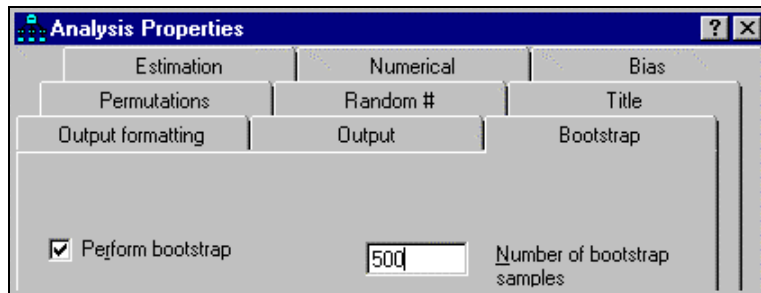 Analysis Properties
Estimation Numerical Bias
Permutations Random # Title
Output formatting Output Bootstrap
Perform bootstrap 500 Number of bootstrap
samples